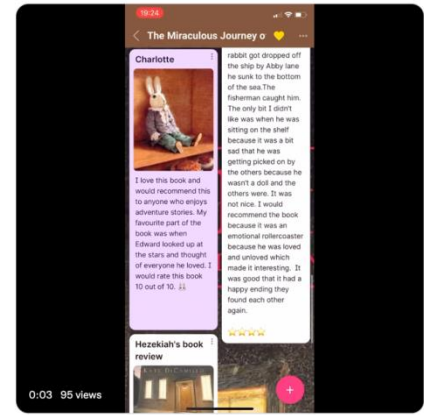 19:24
The Miraculous Journey o
Charlotte
I love this book and
would recommend this
to anyone who enjoys
adventure stories. My
favourite part of the
book was when
Edward looked up at
the stars and thought
of everyone he loved. I
would rate this book
10 out of 10.
Hezekiah's book
review
KATE DICAMILLO
rabbit got dropped off
the ship by Abby lane
he sunk to the bottom
of the sea.The
fisherman caught him.
The only bit I didn't
like was when he was
sitting on the shelf
because it was a bit
sad that he was
getting picked on by
the others because he
wasn't a doll and the
others were. It was
not nice. I would
recommend the book
because it was an
emotional rollercoaster
because he was loved
and unloved which
made it interesting. It
was good that it had a
happy ending they
found each other
again.
0:03 95 views